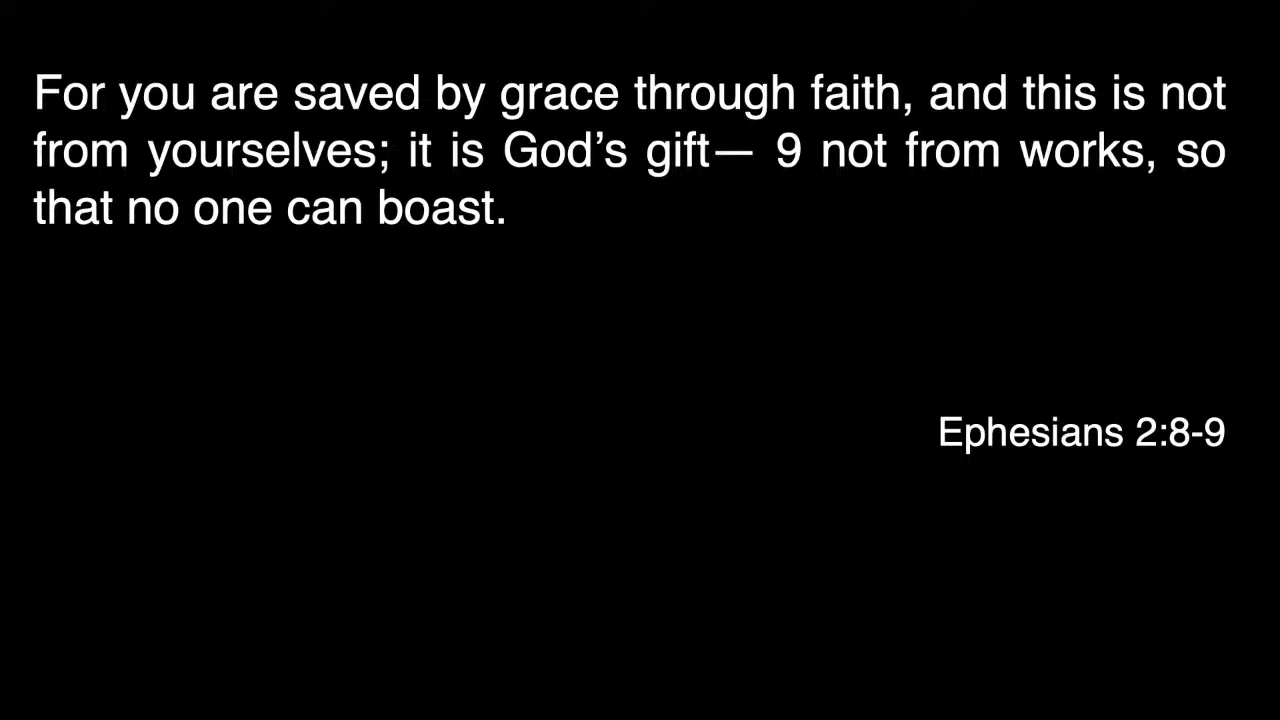 For you are saved by grace through faith, and this is not
from yourselves; it is God’s gift— 9 not from works, so
that no one can boast.
Ephesians 2:8-9